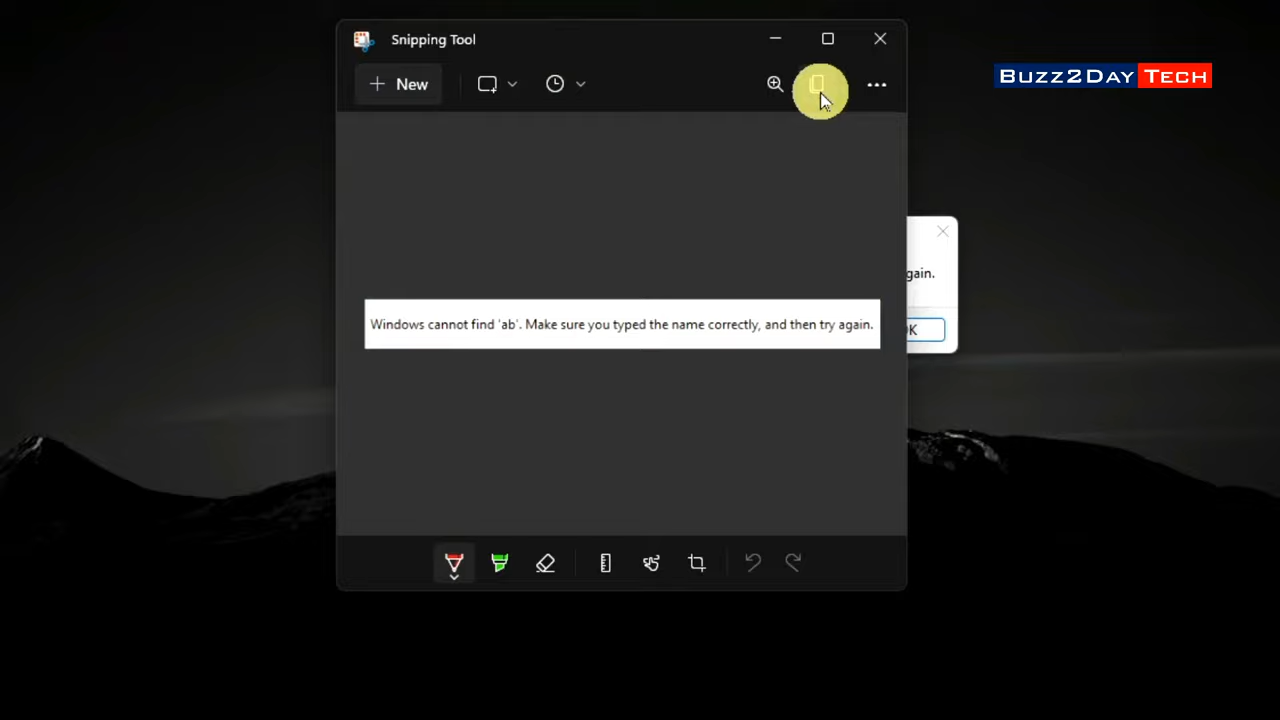 Snipping Tool
BUZZ2DAY TECH
New
gain.
Windows cannot find 'ab'. Make sure you typed the name correctly, and then try again.
OK